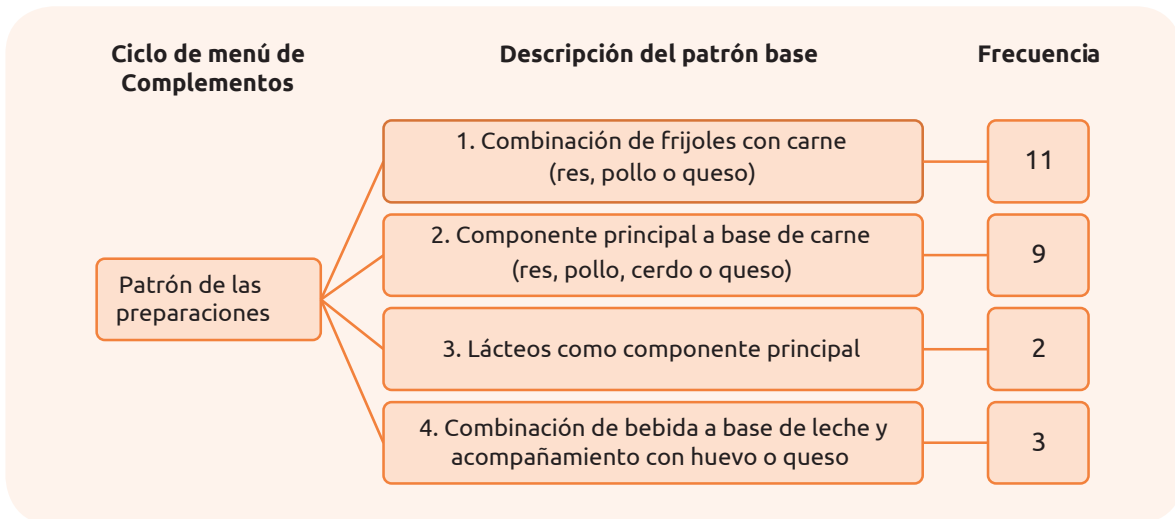 Ciclo de menú de
Complementos
Descripción del patrón base
Frecuencia
Patrón de las
preparaciones
1. Combinación de frijoles con carne
(res, pollo o queso)
11
2. Componente principal a base de carne
(res, pollo, cerdo o queso)
9
3. Lácteos como componente principal
2
4. Combinación de bebida a base de leche y
acompañamiento con huevo o queso
3